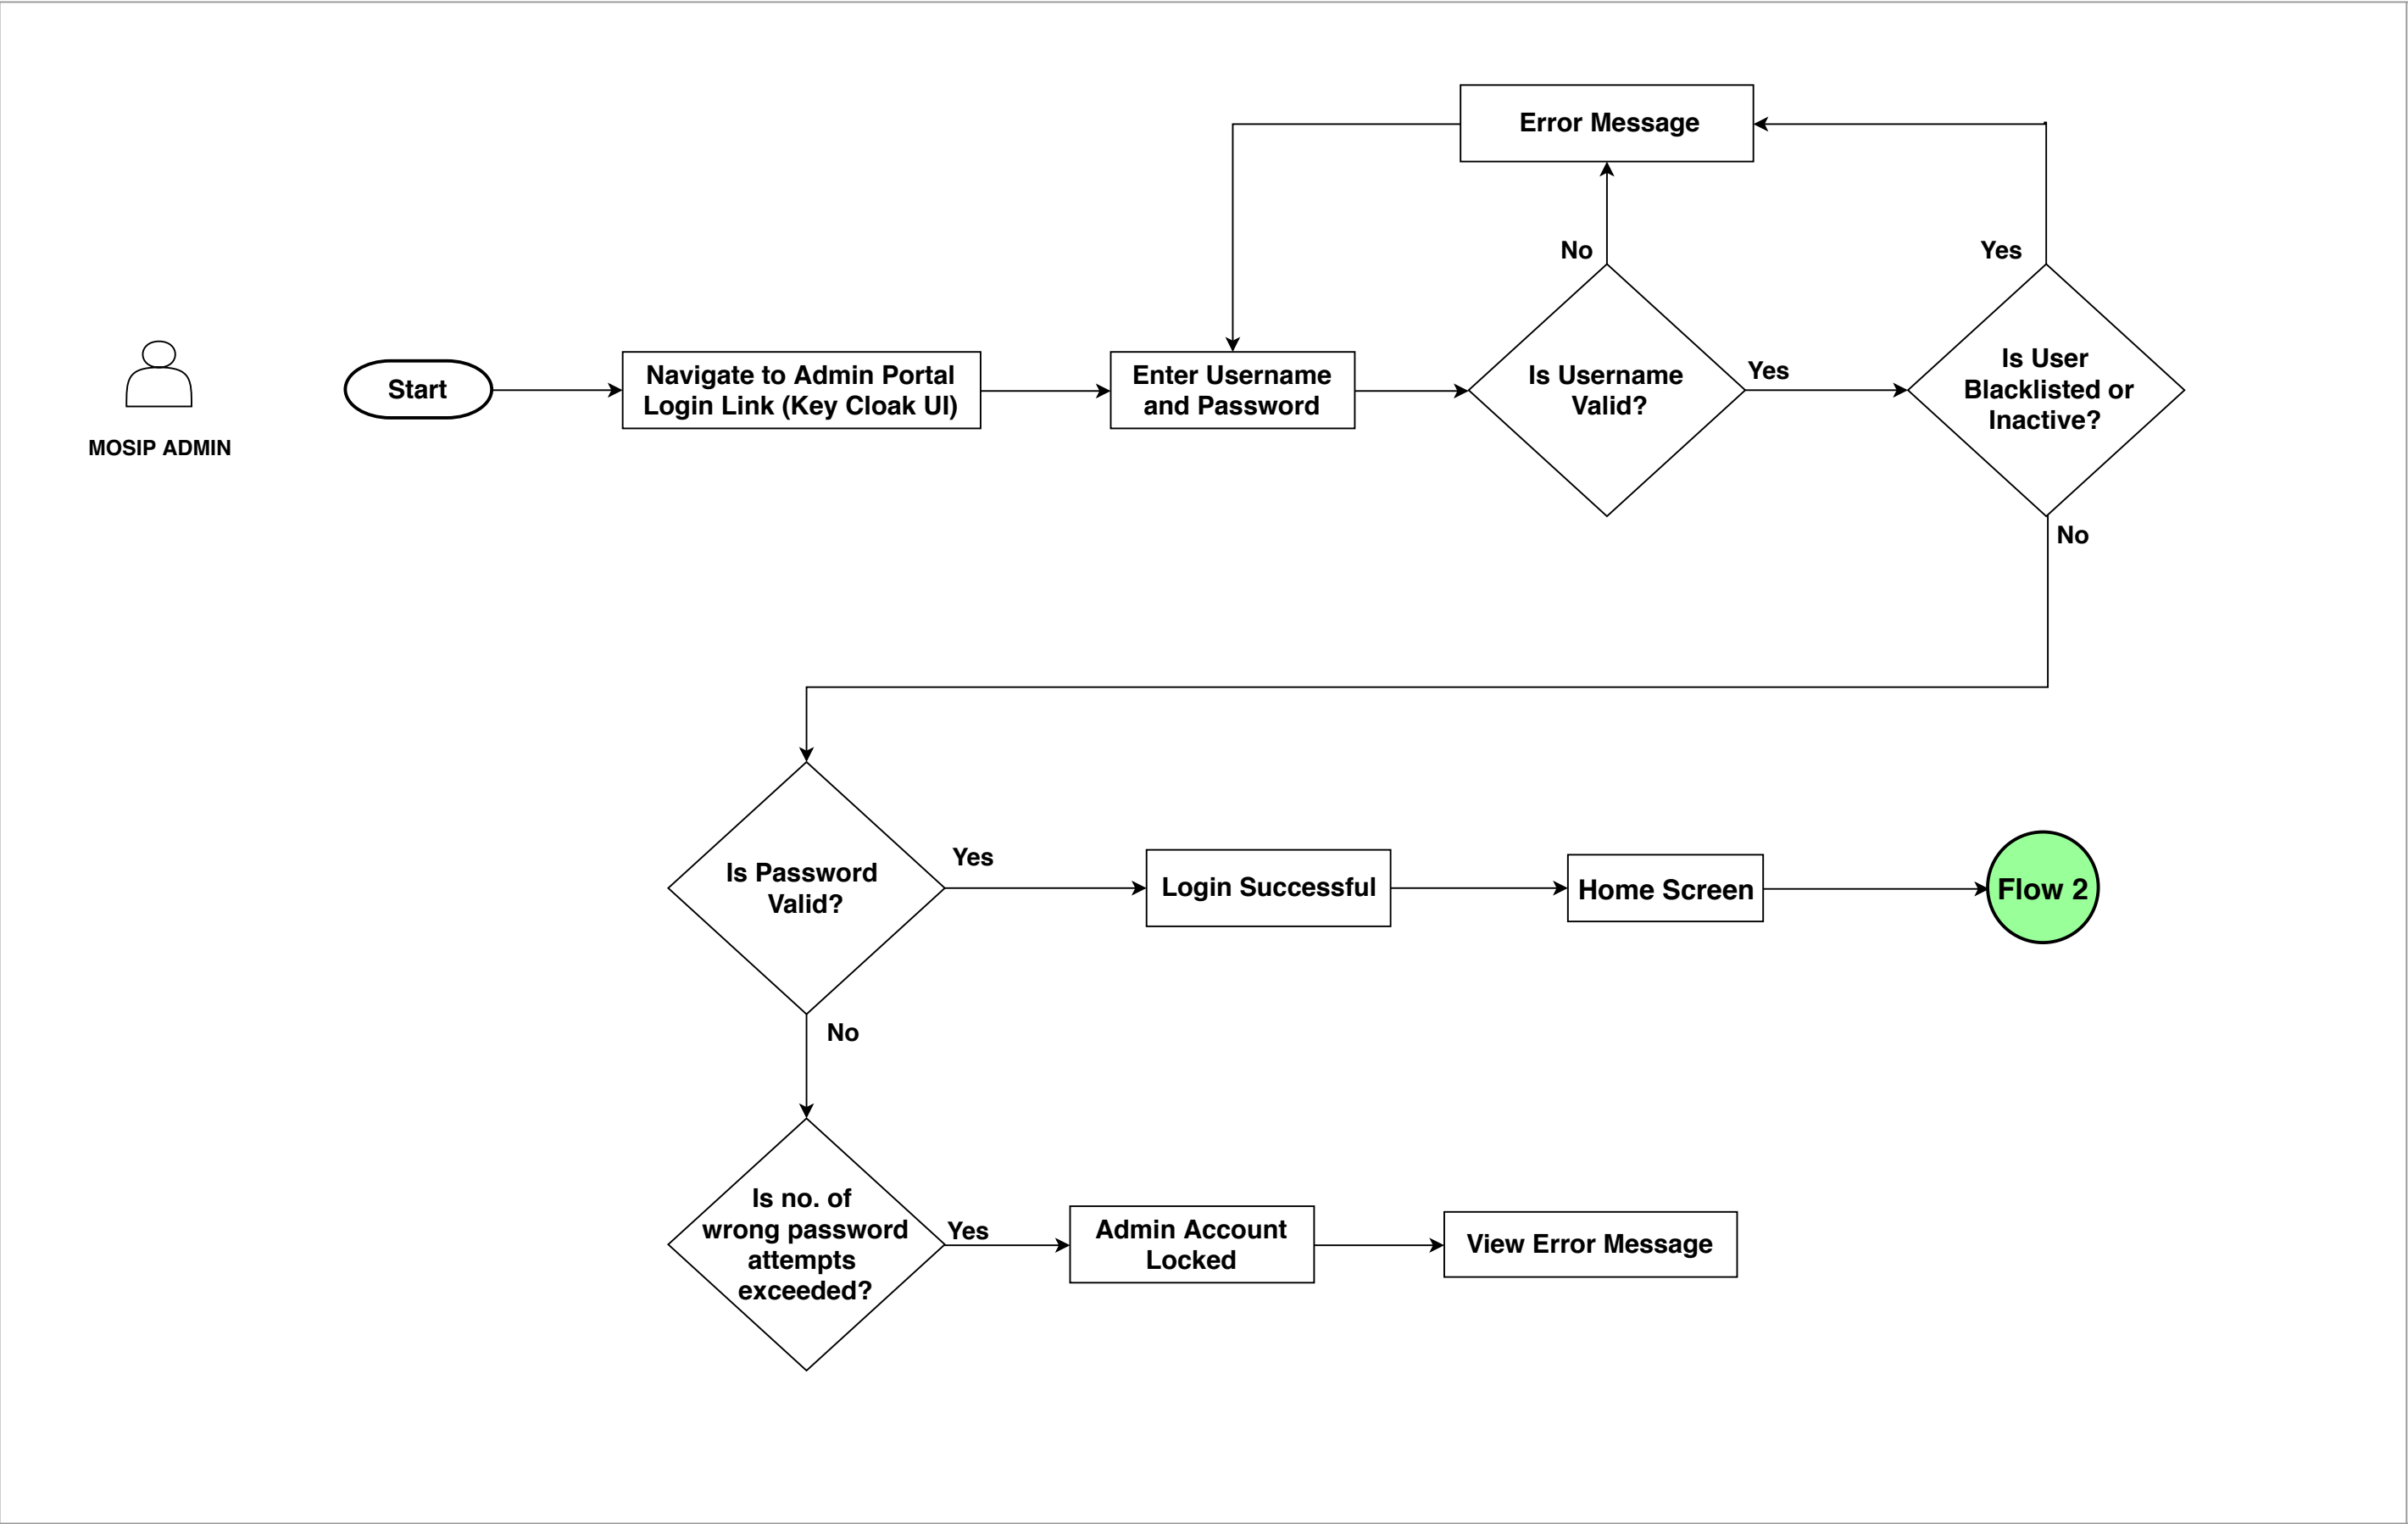 Error Message
No
Yes
MOSIP ADMIN
Start
Navigate to Admin Portal
Login Link (Key Cloak UI)
Enter Username
and Password
Is Username
Valid?
Yes
Is User
Blacklisted or
Inactive?
No
Is Password
Valid?
Yes
Login Successful
Home Screen
Flow 2
No
Is no. of
wrong password
attempts
exceeded?
Yes
Admin Account
Locked
View Error Message